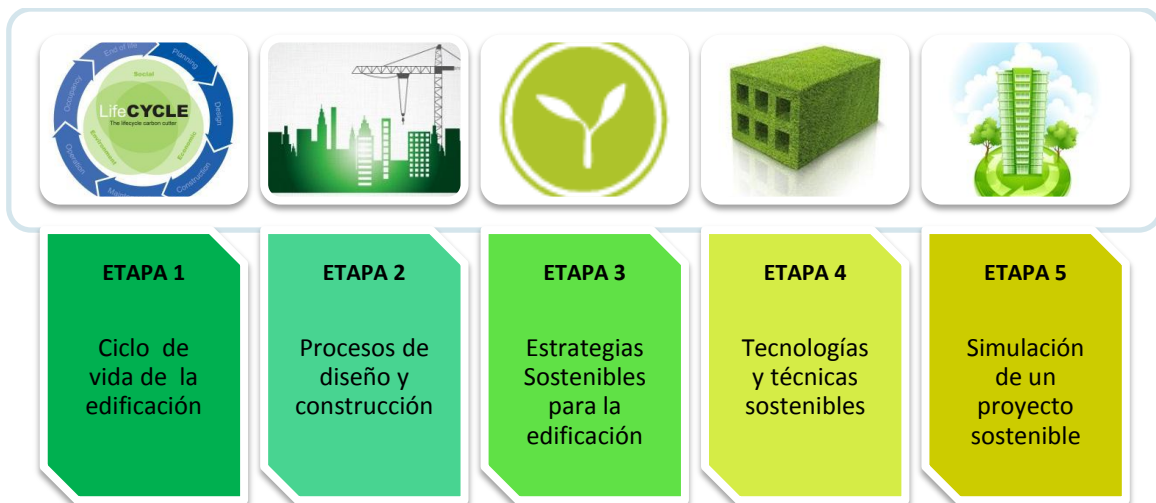 End of life
Planning
Design
Construction
Operation
Occupancy
Social
LifeCYCLE
The lifecycle carbon cutter
Environment
Economic
ETAPA 1
Ciclo de
vida de la
edificación
ETAPA 2
Procesos de
diseño y
construcción
ETAPA 3
Estrategias
Sostenibles
para la
edificación
ETAPA 4
Tecnologías
y técnicas
sostenibles
ETAPA 5
Simulación
de un
proyecto
sostenible